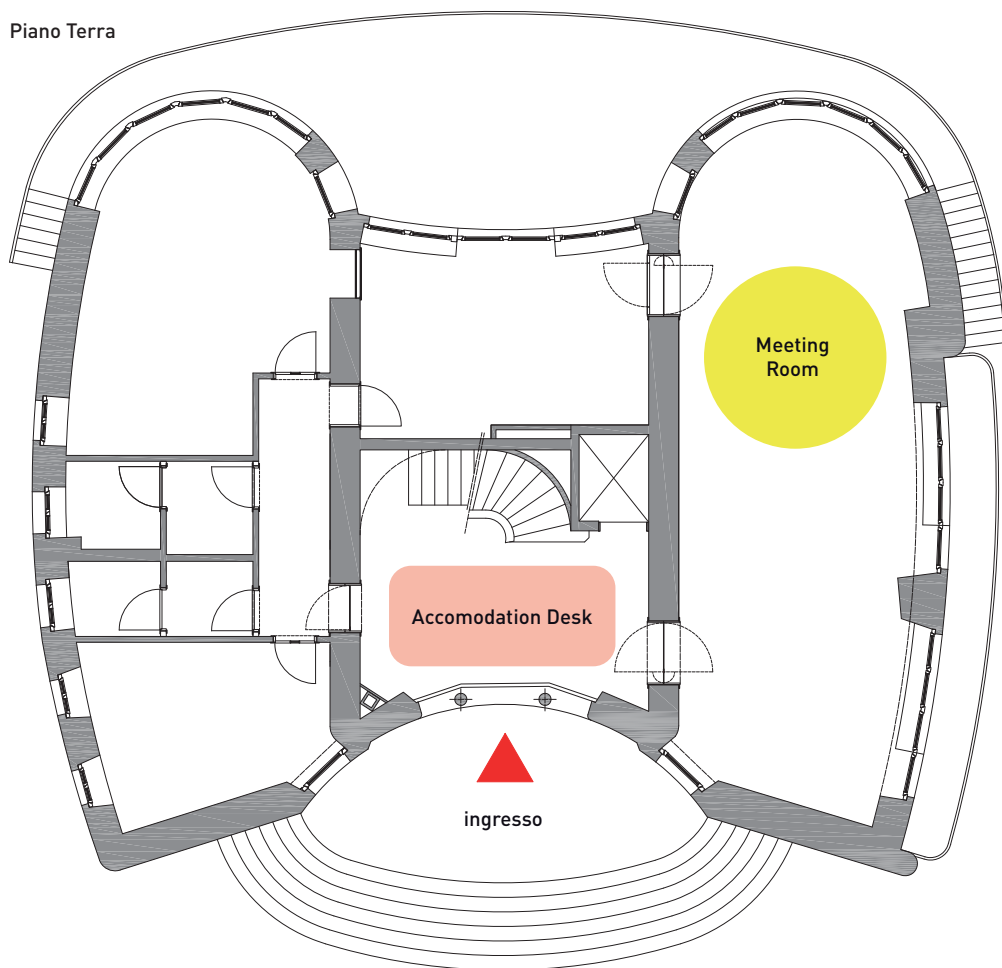 Piano Terra
Meeting
Room
Accomodation Desk
ingresso